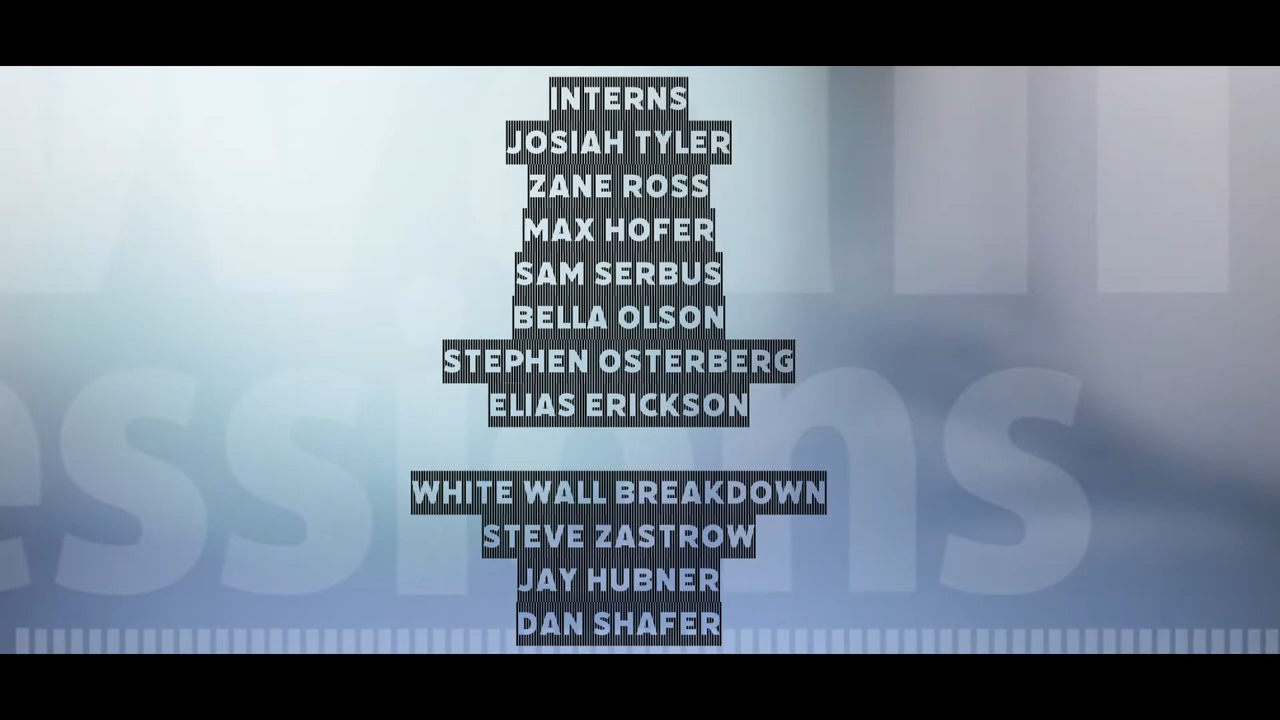 INTERNS
JOSIAH TYLER
ZANE ROSS
MAX HOFER
SAM SERBUS
BELLA OLSON
STEPHEN OSTERBERG
ELIAS ERICKSON
WHITE WALL BREAKDOWN
STEVE ZASTROW
JAY HUBNER
DAN SHAFER